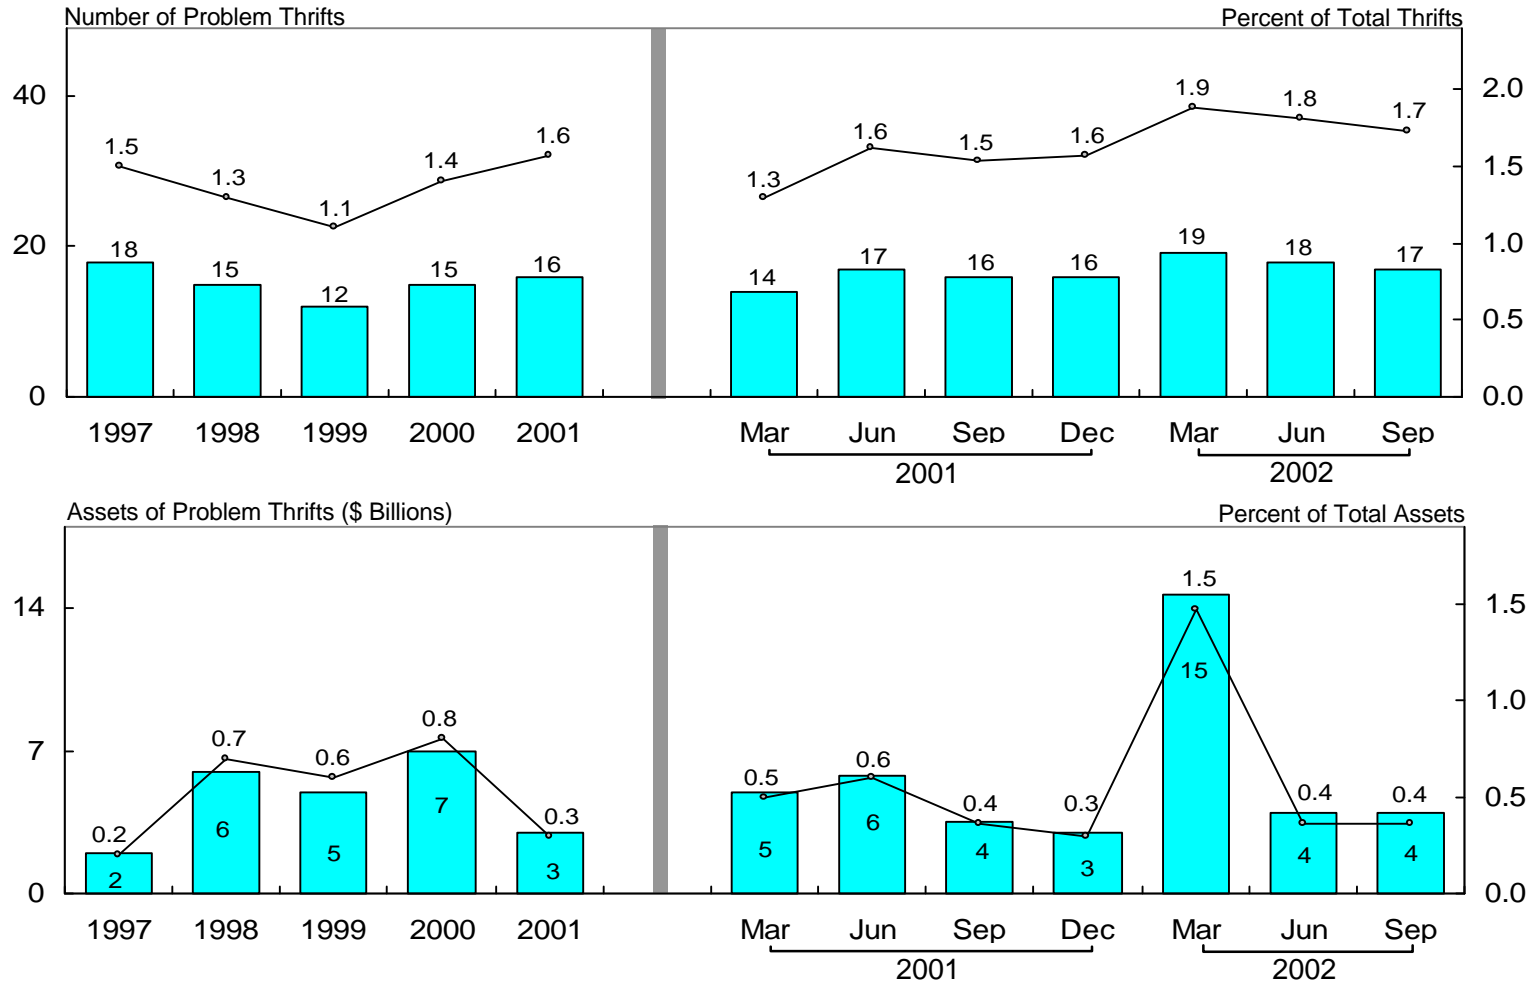 Number of Problem Thrifts Percent of Total Thrifts
40 2.0
1.5 1.3 1.1 1.4 1.6 1.3 1.6 1.5 1.6 1.9 1.8 1.7
1.5
20 1.0
18 15 12 15 16 14 17 16 16 19 18 17
0.5
0 0.0
1997 1998 1999 2000 2001 Mar Jun Sep Dec Mar Jun Sep
2001 2002
Assets of Problem Thrifts ($ Billions) Percent of Total Assets
1.5
14 1.5
15
1.0
7
0.2 0.7 0.6 0.8 0.3 0.5 0.6 0.4 0.3 0.4 0.4
0.5
2 6 5 7 3 5 6 4 3 4 4
0 0.0
1997 1998 1999 2000 2001 Mar Jun Sep Dec Mar Jun Sep
2001 2002